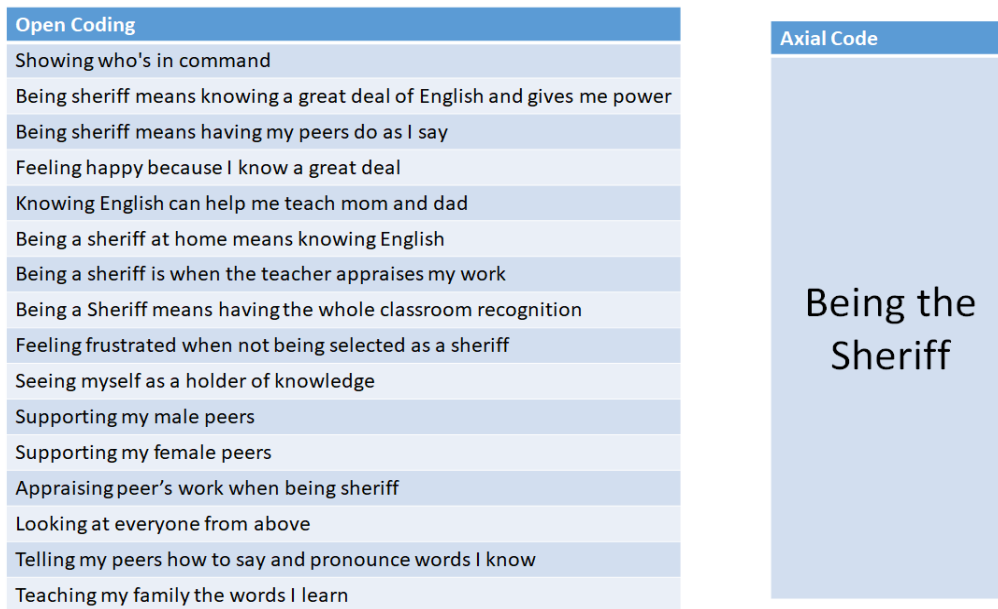 Open Coding
Showing who's in command
Being sheriff means knowing a great deal of English and gives me power
Being sheriff means having my peers do as I say
Feeling happy because I know a great deal
Knowing English can help me teach mom and dad
Being a sheriff at home means knowing English
Being a sheriff is when the teacher appraises my work
Being a Sheriff means having the whole classroom recognition
Feeling frustrated when not being selected as a sheriff
Seeing myself as a holder of knowledge
Supporting my male peers
Supporting my female peers
Appraising peer’s work when being sheriff
Looking at everyone from above
Telling my peers how to say and pronounce words I know
Teaching my family the words I learn
Axial Code
Being the
Sheriff